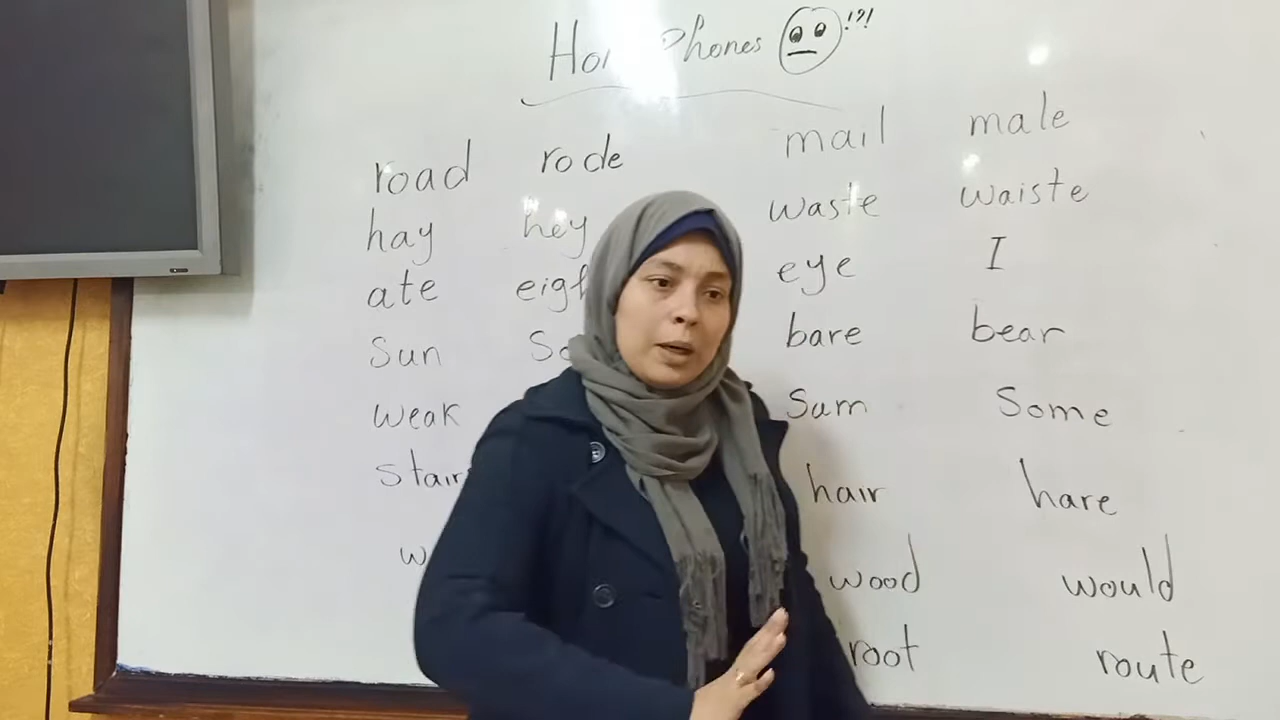 Phones !?!
road rode mail male
hay hey waste waiste
ate eye I
Sun bare bear
weak Sum Some
stair hair hare
wood would
root route